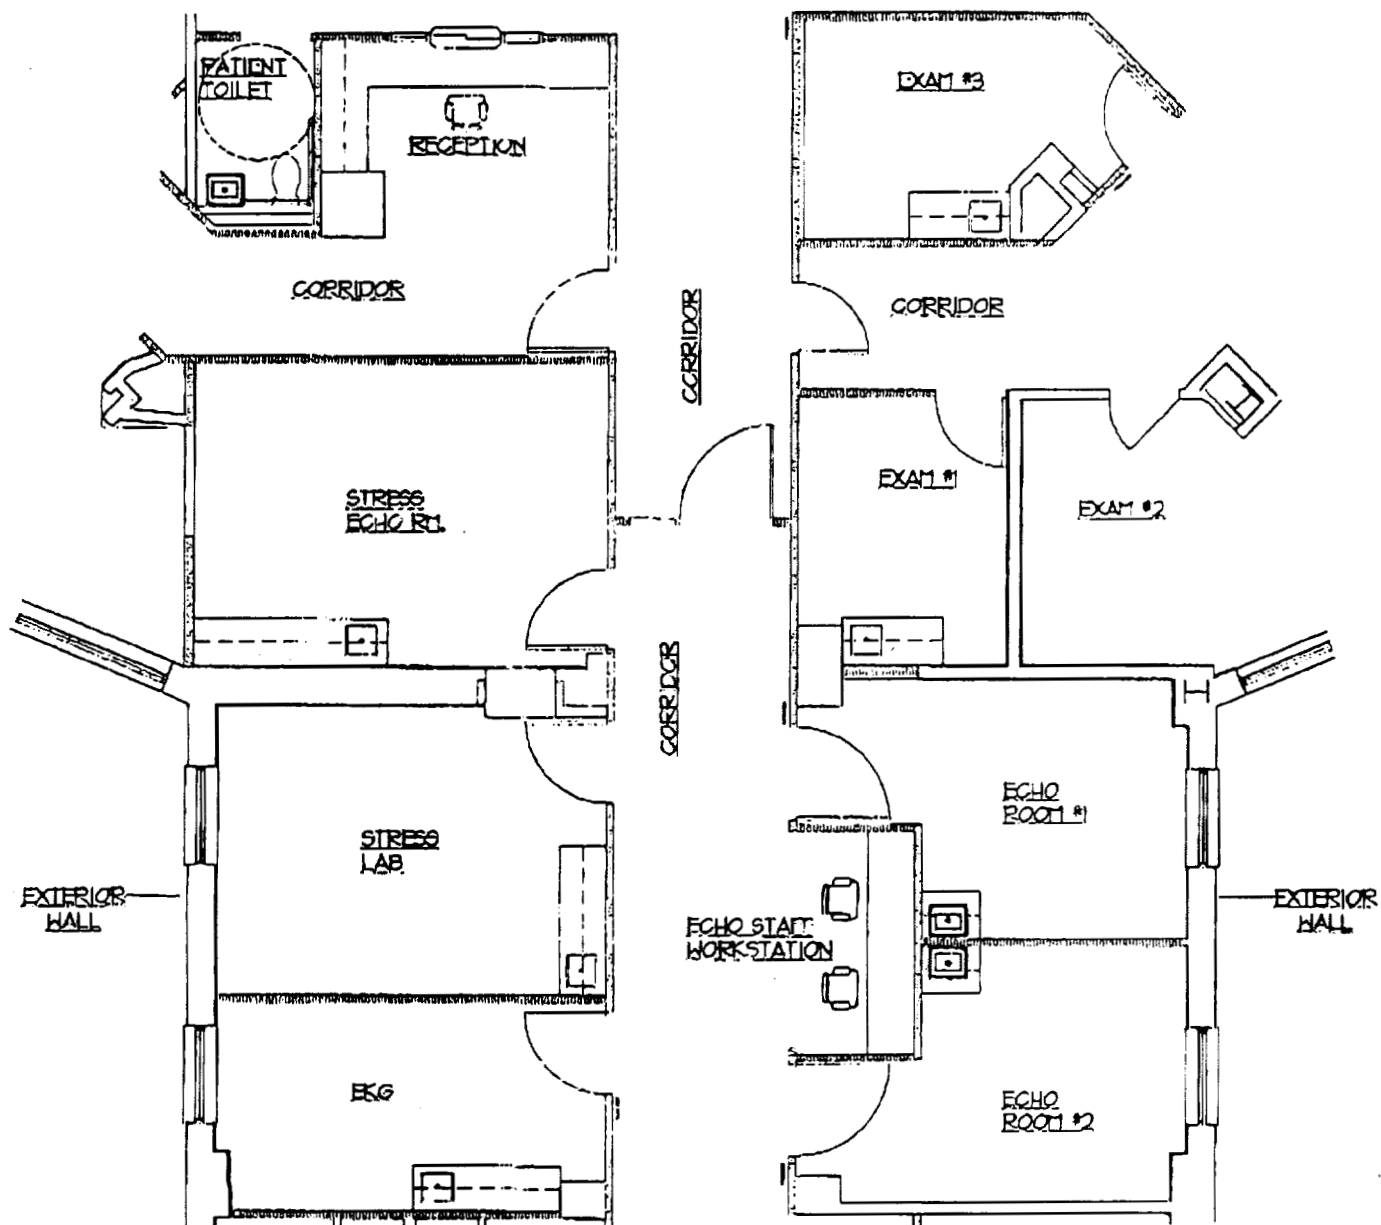 PATIENT
TOILET
RECEPTION
EXAM #3
CORRIDOR
CORRIDOR
CORRIDOR
STRESS
ECHO RM.
EXAM #1
EXAM #2
CORRIDOR
STRESS
LAB
ECHO
ROOM #1
EXTERIOR
WALL
ECHO STAFF
WORKSTATION
EXTERIOR
WALL
EKG
ECHO
ROOM #2